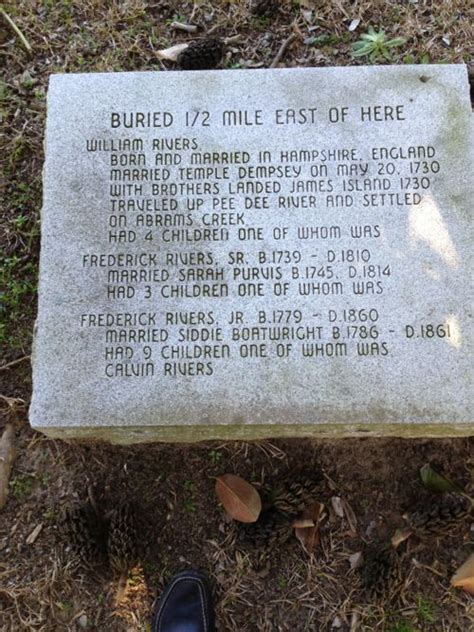 BURIED 1/2 MILE EAST OF HERE
WILLIAM RIVERS,
BORN AND MARRIED IN HAMPSHIRE, ENGLAND
MARRIED TEMPLE DEMPSEY ON MAY 20, 1730
WITH BROTHERS LANDED JAMES ISLAND 1730
TRAVELED UP PEE DEE RIVER AND SETTLED
ON ABRAMS CREEK.
HAD 4 CHILDREN ONE OF WHOM WAS
FREDERICK RIVERS, SR. B.1739 - D.1810
MARRIED SARAH PURVIS B.1745, D.1814
HAD 3 CHILDREN ONE OF WHOM WAS
FREDERICK RIVERS, JR. B.1779 - D.1860
MARRIED SIDDIE BOATWRIGHT B.1786 - D.1861
HAD 9 CHILDREN ONE OF WHOM WAS
CALVIN RIVERS